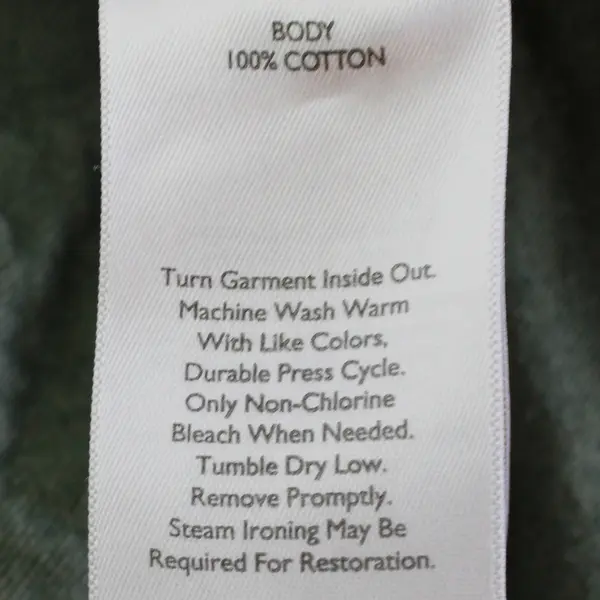 BODY
100% COTTON
Turn Garment Inside Out.
Machine Wash Warm
With Like Colors,
Durable Press Cycle.
Only Non-Chlorine
Bleach When Needed.
Tumble Dry Low.
Remove Promptly.
Steam Ironing May Be
Required For Restoration.